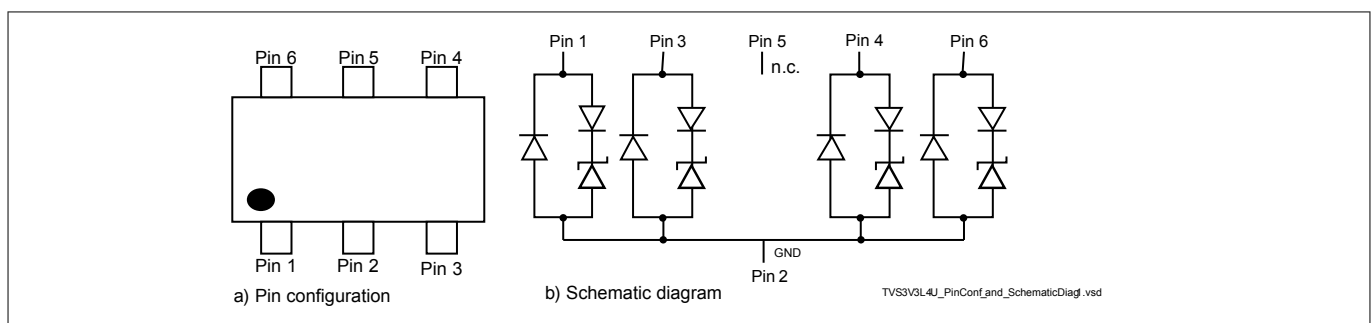 Pin 6 Pin 5 Pin 4
Pin 1 Pin 2 Pin 3
a) Pin configuration
Pin 1 Pin 3 Pin 5 Pin 4 Pin 6
n.c.
GND
Pin 2
b) Schematic diagram
TVS3V3L4U_PinConf_and_SchematicDiagr.vsd